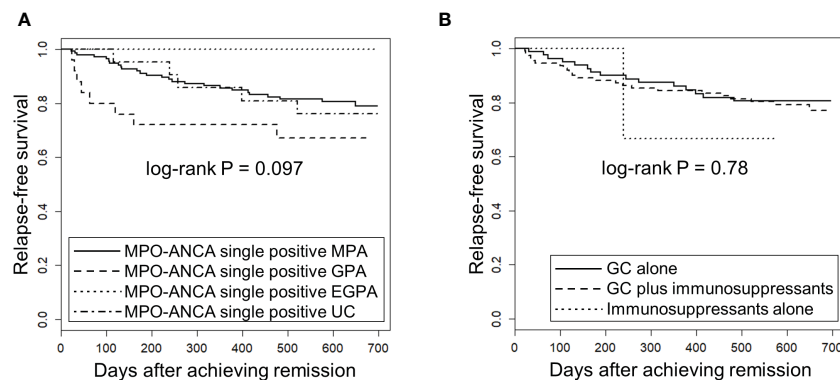 A
Relapse-free survival
1.0
0.8
0.6
0.4
0.2
0.0
log-rank P = 0.097
MPO-ANCA single positive MPA
MPO-ANCA single positive GPA
MPO-ANCA single positive EGPA
MPO-ANCA single positive UC
0 100 200 300 400 500 600 700
Days after achieving remission
B
Relapse-free survival
1.0
0.8
0.6
0.4
0.2
0.0
log-rank P = 0.78
GC alone
GC plus immunosuppressants
Immunosuppressants alone
0 100 200 300 400 500 600 700
Days after achieving remission